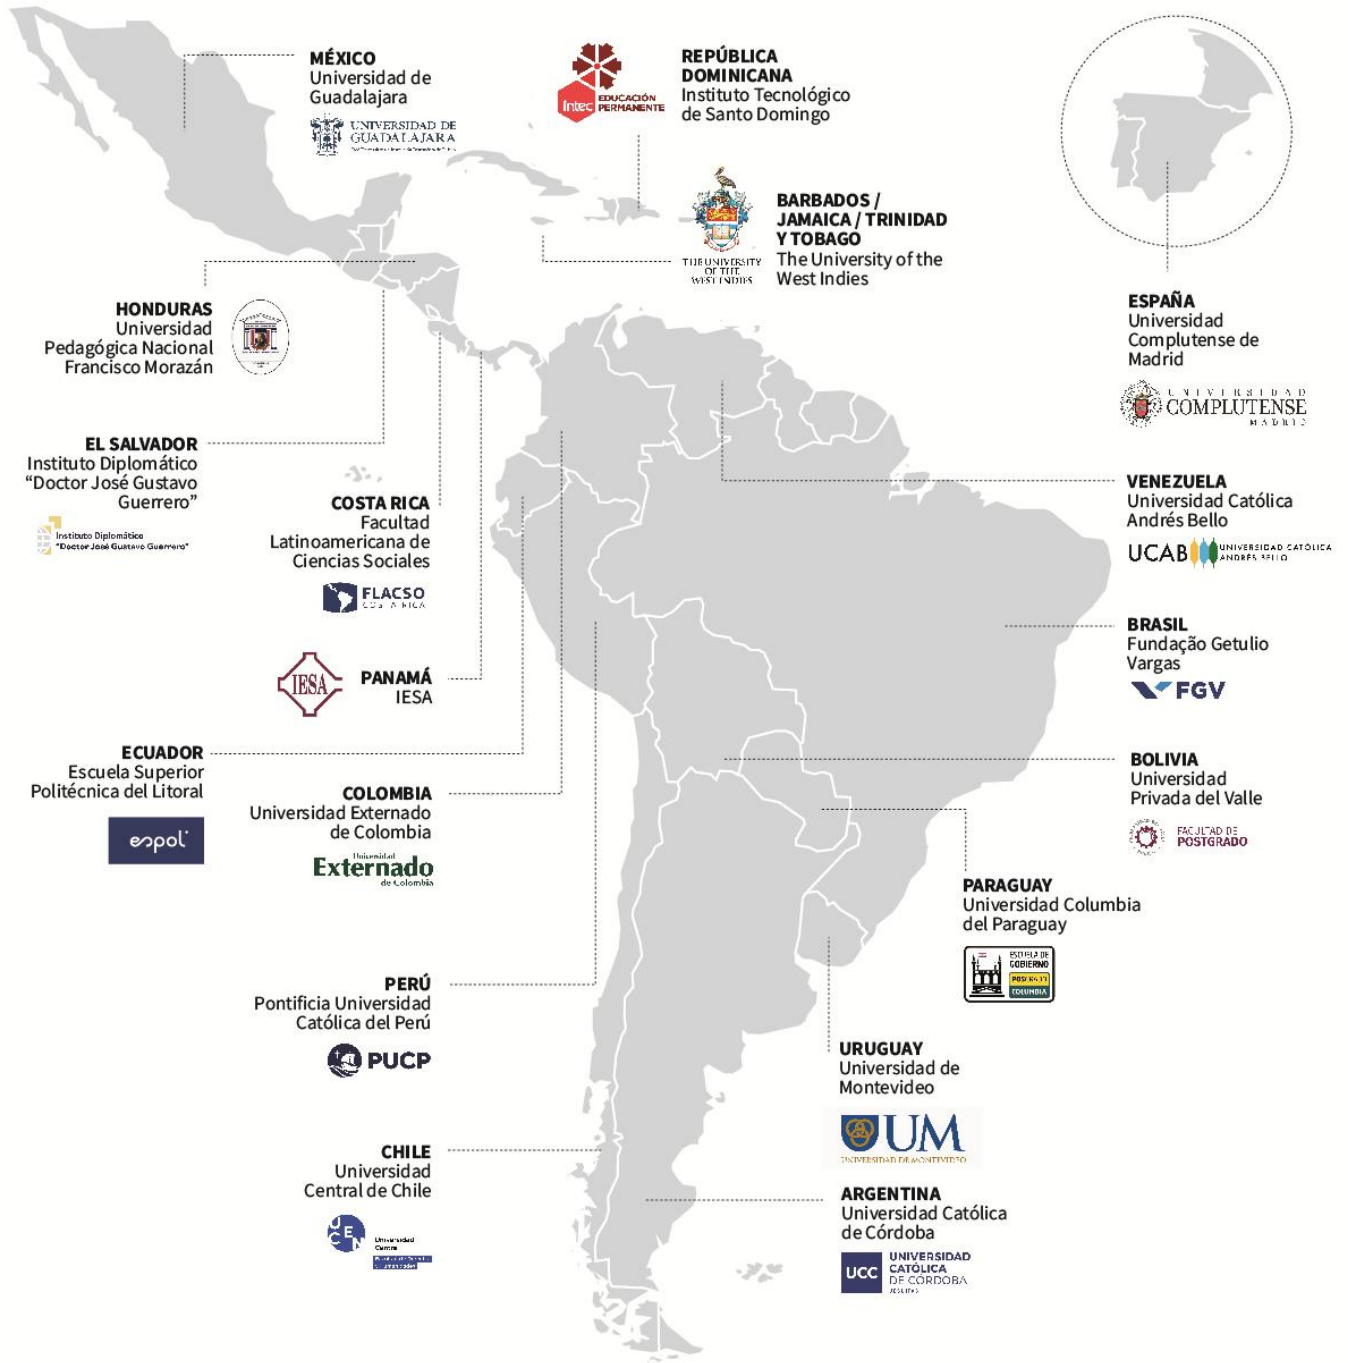 MÉXICO
Universidad de
Guadalajara
UNIVERSIDAD DE
GUADALAJARA
intec
EDUCACIÓN
PERMANENTE
REPÚBLICA
DOMINICANA
Instituto Tecnológico
de Santo Domingo
THE UNIVERSITY
OF THE
WEST INDIES
BARBADOS /
JAMAICA / TRINIDAD
Y TOBAGO
The University of the
West Indies
HONDURAS
Universidad
Pedagógica Nacional
Francisco Morazán
ESPAÑA
Universidad
Complutense de
Madrid
UNIVERSIDAD
COMPLUTENSE
MADRID
EL SALVADOR
Instituto Diplomático
“Doctor José Gustavo
Guerrero”
Instituto Diplomático
"Doctor José Gustavo Guerrero"
COSTA RICA
Facultad
Latinoamericana de
Ciencias Sociales
FLACSO
COSTA RICA
VENEZUELA
Universidad Católica
Andrés Bello
UCAB
UNIVERSIDAD CATÓLICA
ANDRÉS BELLO
BRASIL
Fundação Getulio
Vargas
FGV
IESA
PANAMÁ
IESA
ECUADOR
Escuela Superior
Politécnica del Litoral
espol
COLOMBIA
Universidad Externado
de Colombia
Universidad
Externado
de Colombia
BOLIVIA
Universidad
Privada del Valle
FACULTAD DE
POSTGRADO
PARAGUAY
Universidad Columbia
del Paraguay
ESCUELA DE
GOBIERNO
POSGRADO
COLUMBIA
PERÚ
Pontificia Universidad
Católica del Perú
PUCP
URUGUAY
Universidad de
Montevideo
UM
UNIVERSIDAD DE MONTEVIDEO
CHILE
Universidad
Central de Chile
UCEN
Universidad
Central
ARGENTINA
Universidad Católica
de Córdoba
UCC
UNIVERSIDAD
CATÓLICA
DE CÓRDOBA
JESUITAS